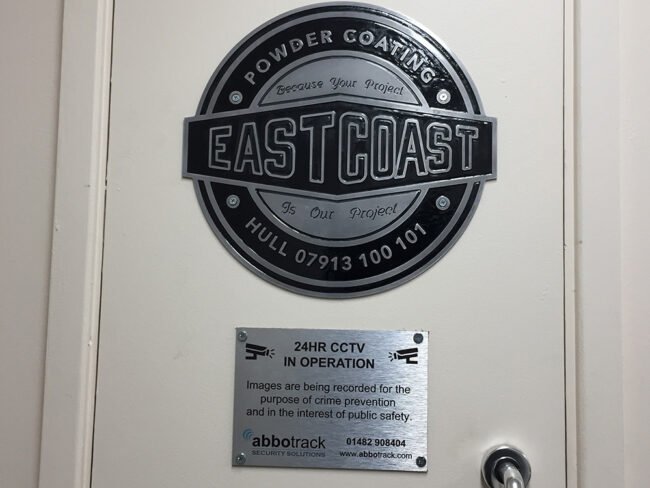 POWDER COATING
Because Your Project
EASTCOAST
Is Our Project
HULL 07913 100 101
24HR CCTV
IN OPERATION
Images are being recorded for the
purpose of crime prevention
and in the interest of public safety.
abbotrack 01482 908404
SECURITY SOLUTIONS www.abbotrack.com